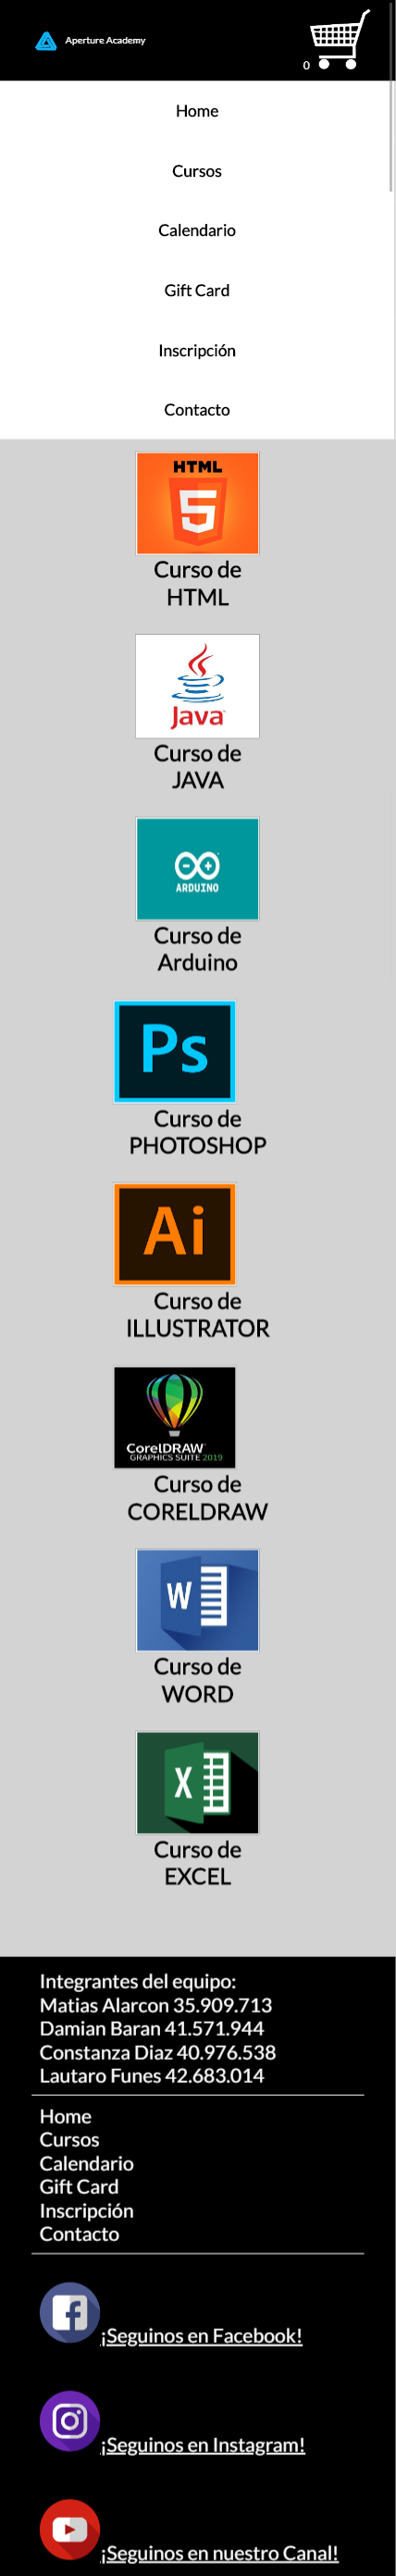 Aperture Academy
0
Home
Cursos
Calendario
Gift Card
Inscripción
Contacto
HTML
5
Curso de
HTML
Java
Curso de
JAVA
ARDUINO
Curso de
Arduino
Ps
Curso de
PHOTOSHOP
Ai
Curso de
ILLUSTRATOR
CorelDRAW
GRAPHICS SUITE 2019
Curso de
CORELDRAW
W
Curso de
WORD
X
Curso de
EXCEL
Integrantes del equipo:
Matias Alarcon 35.909.713
Damian Baran 41.571.944
Constanza Diaz 40.976.538
Lautaro Funes 42.683.014
Home
Cursos
Calendario
Gift Card
Inscripción
Contacto
¡Seguinos en Facebook!
¡Seguinos en Instagram!
¡Seguinos en nuestro Canal!